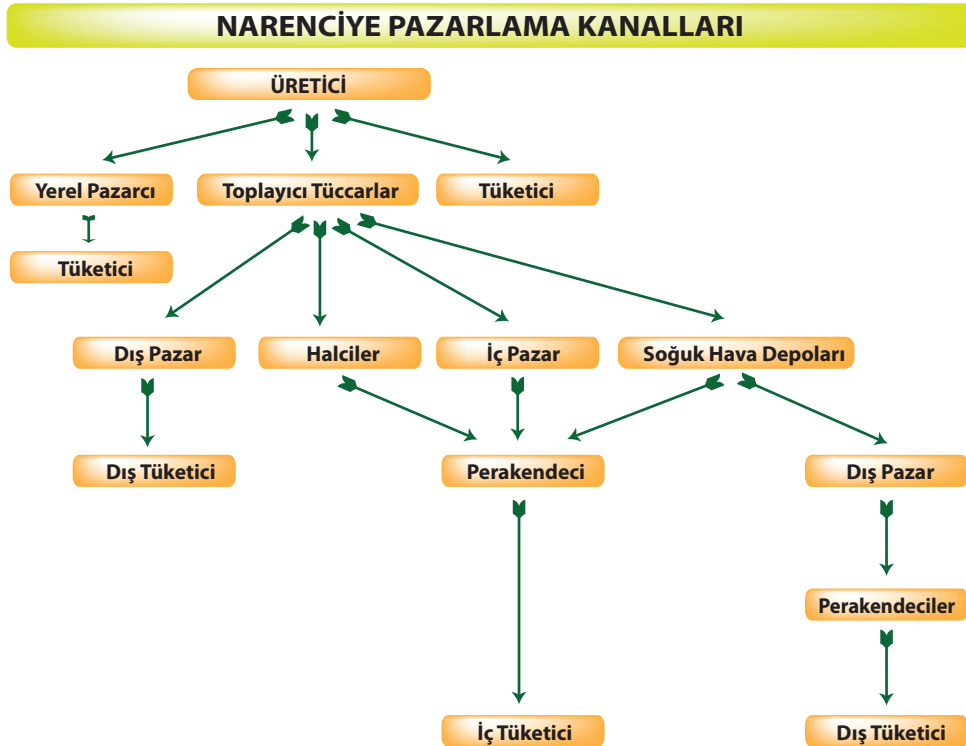 NARENCİYE PAZARLAMA KANALLARI
ÜRETİCİ
Yerel Pazarcı
Toplayıcı Tüccarlar
Tüketici
Tüketici
Dış Pazar
Halciler
İç Pazar
Soğuk Hava Depoları
Dış Tüketici
Perakendeci
Dış Pazar
Perakendeciler
İç Tüketici
Dış Tüketici